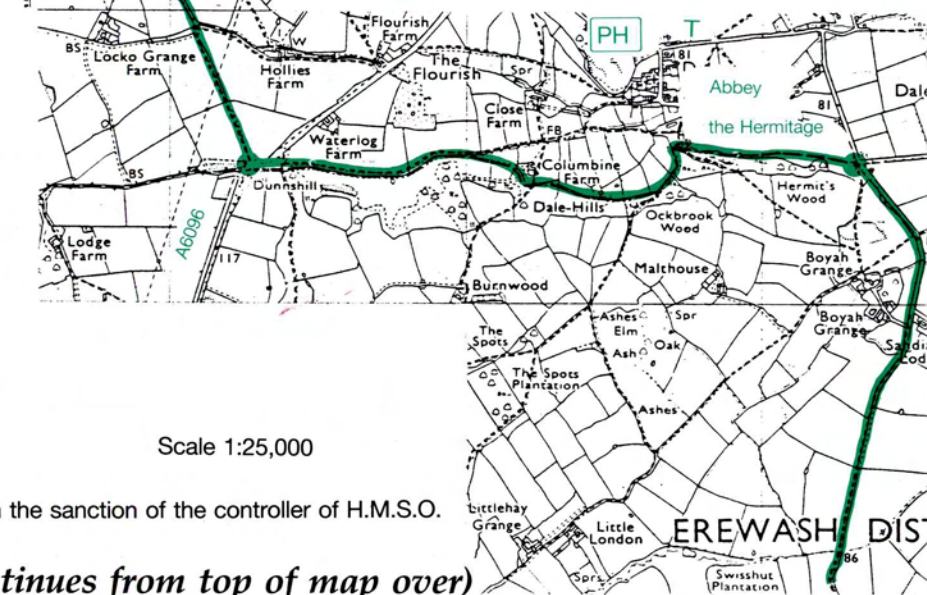 PH
T
Flourish
Farm
BS
W
Locko Grange
Farm
Hollies
Farm
The
Flourish
Spr
81
Abbey
the Hermitage
81
Close
Farm
FB
Waterlog
Farm
Columbine
Farm
BS
Dunnshill
Dale-Hills
Hermit's
Wood
Ockbrook
Wood
A6096
117
Lodge
Farm
Malthouse
Boyah
Grange
Burnwood
Boyah
Grange
The
Spots
Ashes
Elm
Ash
Spr
Oak
The Spots
Plantation
Ashes
Scale 1:25,000
the sanction of the controller of H.M.S.O.
Littlehay
Grange
Little
London
EREWASH DIS
86
tinues from top of map over)
Sprs
Swisshut
Plantation